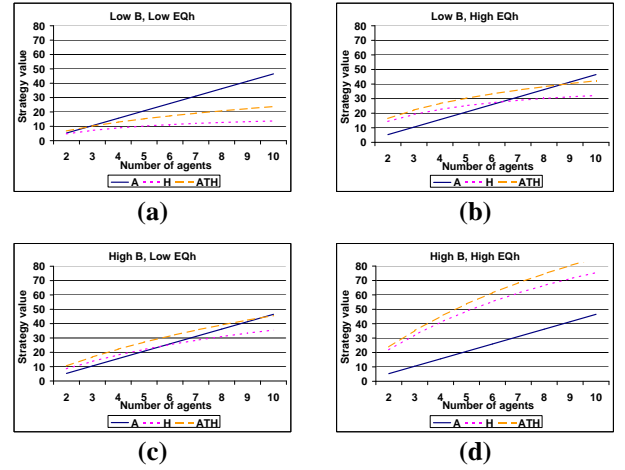 Low B, Low EQh
80
70
60
50
40
30
20
10
0
Strategy value
2 3 4 5 6 7 8 9 10
Number of agents
A H ATH
(a)
Low B, High EQh
80
70
60
50
40
30
20
10
0
Strategy value
2 3 4 5 6 7 8 9 10
Number of agents
A H ATH
(b)
High B, Low EQh
80
70
60
50
40
30
20
10
0
Strategy value
2 3 4 5 6 7 8 9 10
Number of agents
A H ATH
(c)
High B, High EQh
80
70
60
50
40
30
20
10
0
Strategy value
2 3 4 5 6 7 8 9 10
Number of agents
A H ATH
(d)